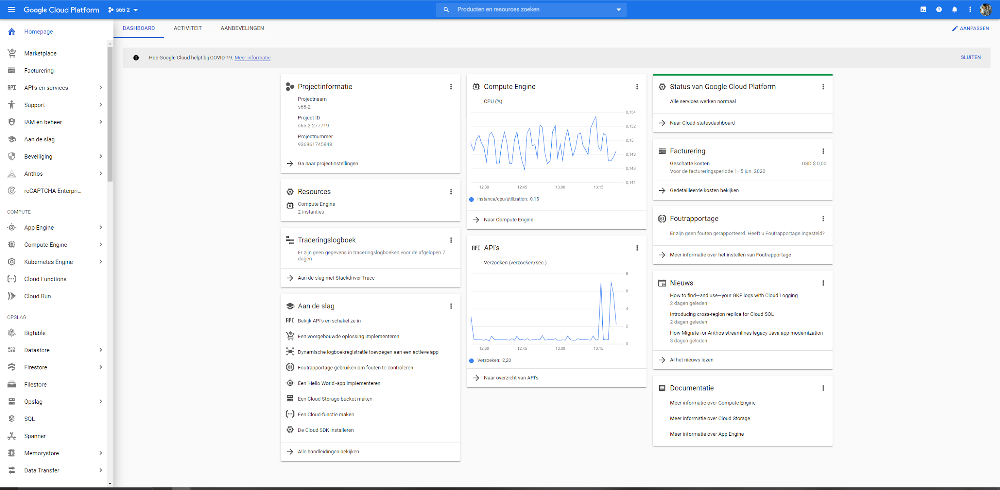 Google Cloud Platform
s65-2
Producten en resources zoeken
Homepage
Marketplace
Facturering
API's en services
Support
IAM en beheer
Aan de slag
Beveiliging
Anthos
reCAPTCHA Enterpri...
COMPUTE
App Engine
Compute Engine
Kubernetes Engine
Cloud Functions
Cloud Run
OPSLAG
Bigtable
Datastore
Firestore
Filestore
Opslag
SQL
Spanner
Memorystore
Data Transfer
DASHBOARD
ACTIVITEIT
AANBEVELINGEN
AANPASSEN
Hoe Google Cloud helpt bij COVID-19. Meer informatie
SLUITEN
Projectinformatie
Projectnaam
s65-2
Project-ID
s65-2-277719
Projectnummer
936961745848
Ga naar projectinstellingen
Resources
Compute Engine
2 instanties
Traceringslogboek
Er zijn geen gegevens in traceringslogboeken voor de afgelopen 7
dagen
Aan de slag met Stackdriver Trace
Aan de slag
API Bekijk API's en schakel ze in
Een voorgebouwde oplossing implementeren
Dynamische logboekregistratie toevoegen aan een actieve app
Foutrapportage gebruiken om fouten te controleren
Een 'Hello World'-app implementeren
Een Cloud Storage-bucket maken
Een Cloud-functie maken
De Cloud SDK installeren
Alle handleidingen bekijken
Compute Engine
CPU (%)
0,154
0,152
0,15
0,148
0,146
0,144
12:30 12:45 13:00 13:15
instance/cpu/utilization: 0,15
Naar Compute Engine
API API's
Verzoeken (verzoeken/sec.)
8
6
4
2
0
12:30 12:45 13:00 13:15
Verzoeken: 2,20
Naar overzicht van API's
Status van Google Cloud Platform
Alle services werken normaal
Naar Cloud-statusdashboard
Facturering
Geschatte kosten USD $ 0,00
Voor de factureringsperiode 1–5 jun. 2020
Gedetailleerde kosten bekijken
Foutrapportage
Er zijn geen fouten gerapporteerd. Heeft u Foutrapportage ingesteld?
Meer informatie over het instellen van Foutrapportage
Nieuws
How to find—and use—your GKE logs with Cloud Logging
2 dagen geleden
Introducing cross-region replica for Cloud SQL
2 dagen geleden
How Migrate for Anthos streamlines legacy Java app modernization
3 dagen geleden
Al het nieuws lezen
Documentatie
Meer informatie over Compute Engine
Meer informatie over Cloud Storage
Meer informatie over App Engine